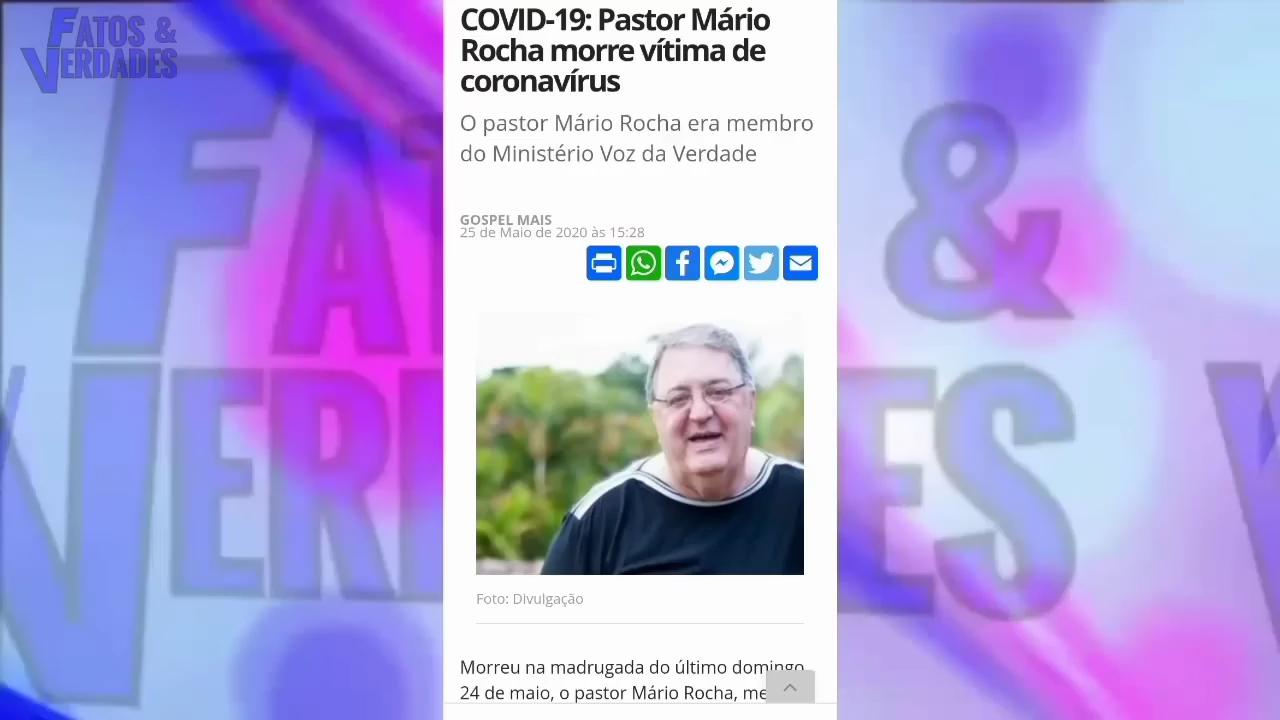 FATOS &
VERDADES
COVID-19: Pastor Mário
Rocha morre vítima de
coronavírus
O pastor Mário Rocha era membro
do Ministério Voz da Verdade
GOSPEL MAIS
25 de Maio de 2020 às 15:28
Foto: Divulgação
Morreu na madrugada do último domingo
24 de maio, o pastor Mário Rocha,